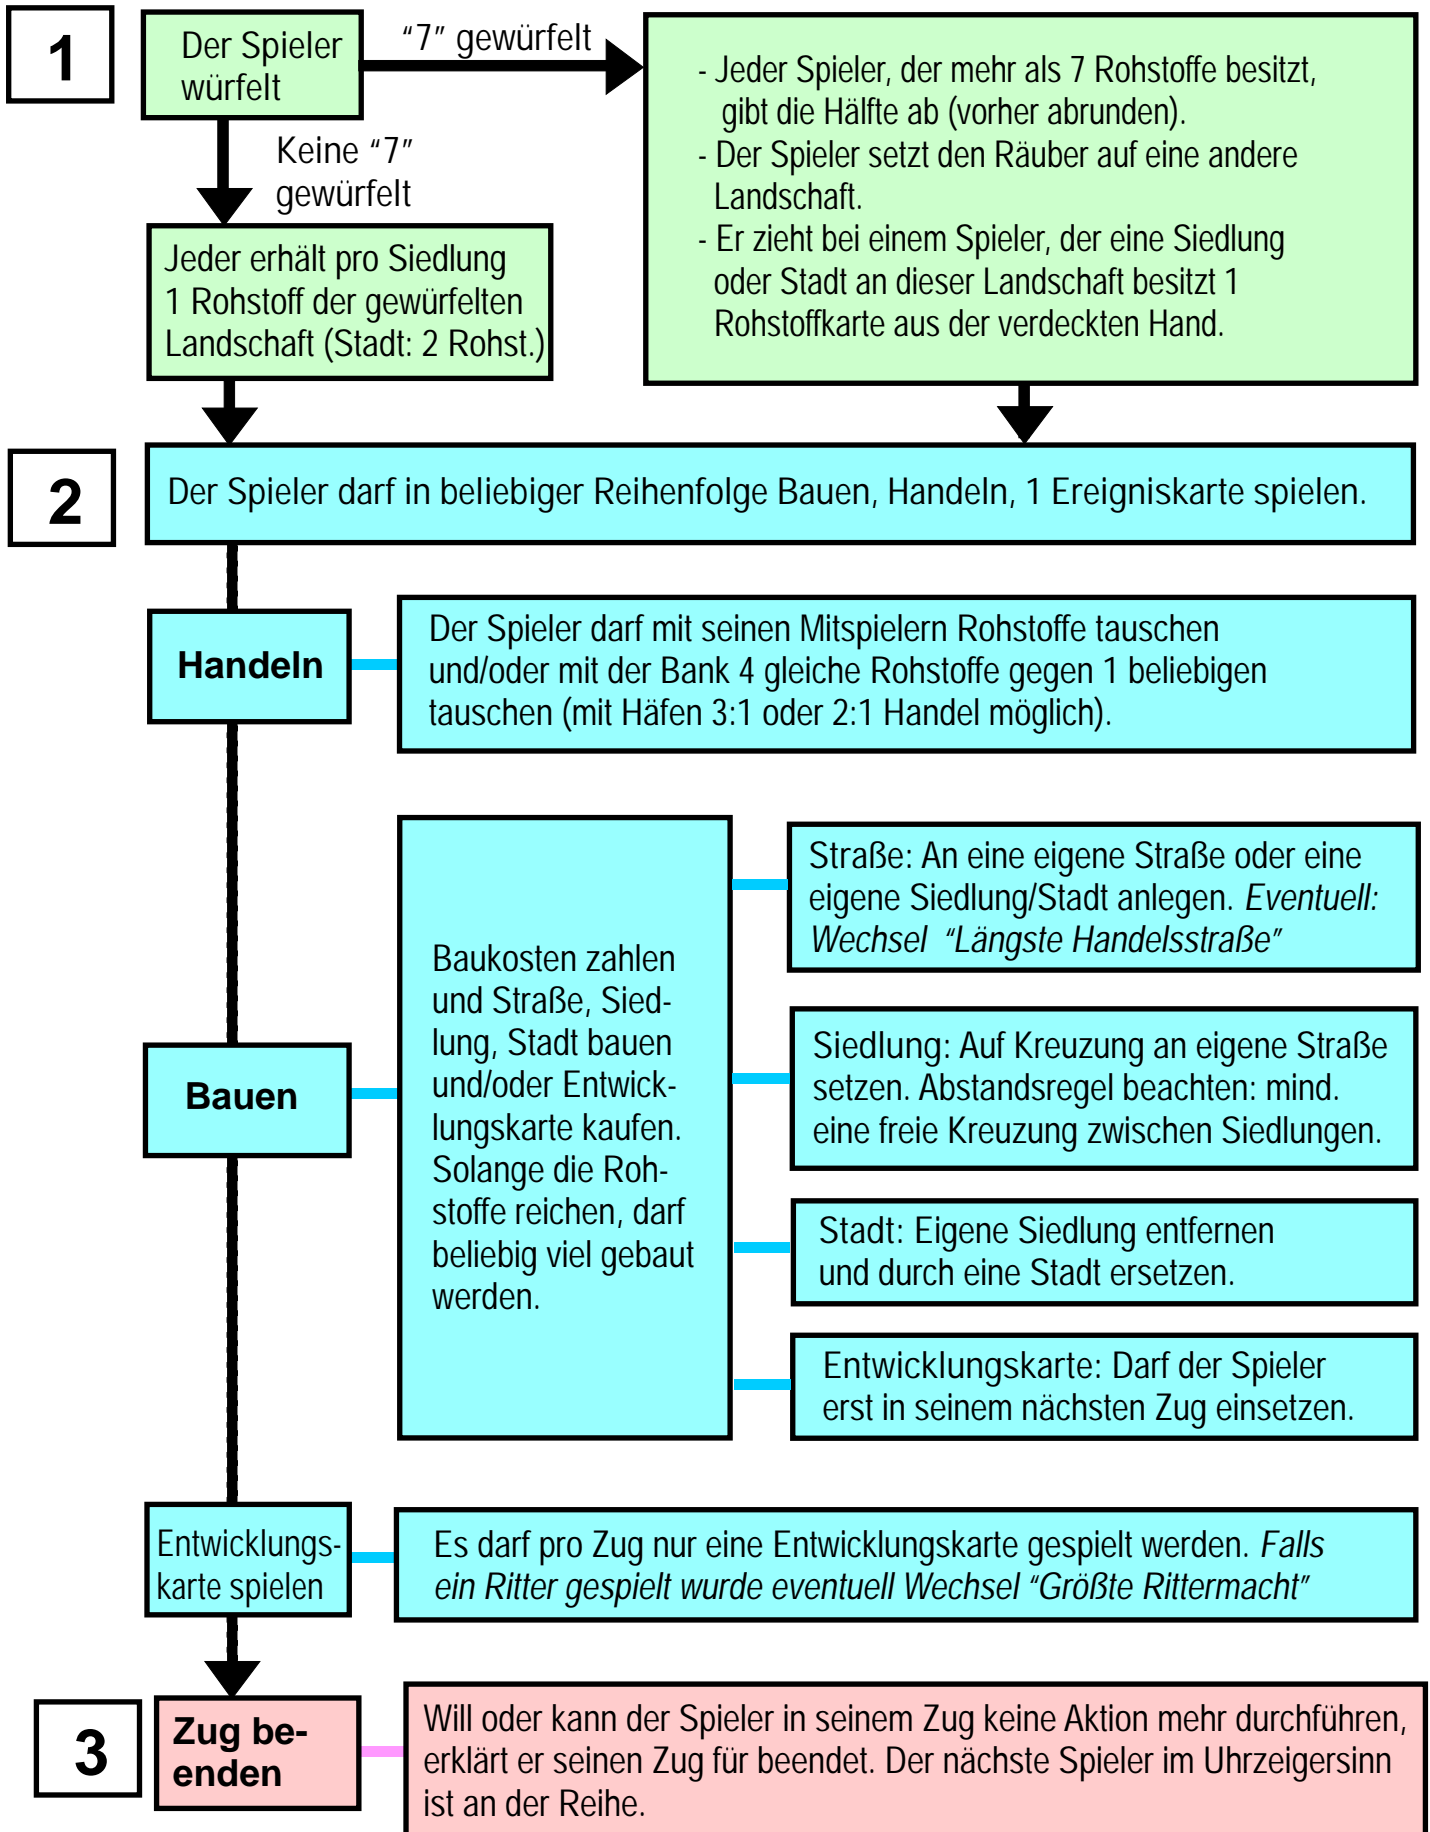 1
Der Spieler
würfelt
“7” gewürfelt
- Jeder Spieler, der mehr als 7 Rohstoffe besitzt,
gibt die Hälfte ab (vorher abrunden).
- Der Spieler setzt den Räuber auf eine andere
Landschaft.
- Er zieht bei einem Spieler, der eine Siedlung
oder Stadt an dieser Landschaft besitzt 1
Rohstoffkarte aus der verdeckten Hand.
Keine “7”
gewürfelt
Jeder erhält pro Siedlung
1 Rohstoff der gewürfelten
Landschaft (Stadt: 2 Rohst.)
2
Der Spieler darf in beliebiger Reihenfolge Bauen, Handeln, 1 Ereigniskarte spielen.
Handeln
Der Spieler darf mit seinen Mitspielern Rohstoffe tauschen
und/oder mit der Bank 4 gleiche Rohstoffe gegen 1 beliebigen
tauschen (mit Häfen 3:1 oder 2:1 Handel möglich).
Bauen
Baukosten zahlen
und Straße, Sied-
lung, Stadt bauen
und/oder Entwick-
lungskarte kaufen.
Solange die Roh-
stoffe reichen, darf
beliebig viel gebaut
werden.
Straße: An eine eigene Straße oder eine
eigene Siedlung/Stadt anlegen. Eventuell:
Wechsel “Längste Handelsstraße”
Siedlung: Auf Kreuzung an eigene Straße
setzen. Abstandsregel beachten: mind.
eine freie Kreuzung zwischen Siedlungen.
Stadt: Eigene Siedlung entfernen
und durch eine Stadt ersetzen.
Entwicklungskarte: Darf der Spieler
erst in seinem nächsten Zug einsetzen.
Entwicklungs-
karte spielen
Es darf pro Zug nur eine Entwicklungskarte gespielt werden. Falls
ein Ritter gespielt wurde eventuell Wechsel “Größte Rittermacht”
3
Zug be-
enden
Will oder kann der Spieler in seinem Zug keine Aktion mehr durchführen,
erklärt er seinen Zug für beendet. Der nächste Spieler im Uhrzeigersinn
ist an der Reihe.